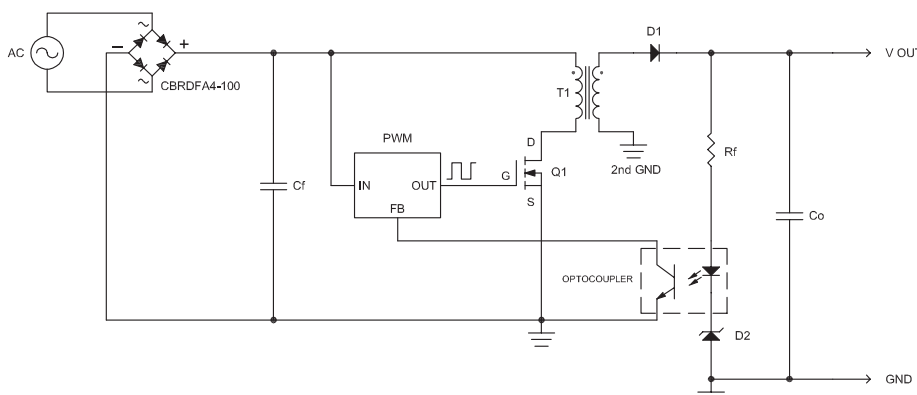 D1
AC
~
−
+
~
V OUT
CBRDFA4-100
T1
PWM
D
Rf
2nd GND
G
Q1
Cf
IN
OUT
S
FB
Co
OPTOCOUPLER
D2
GND